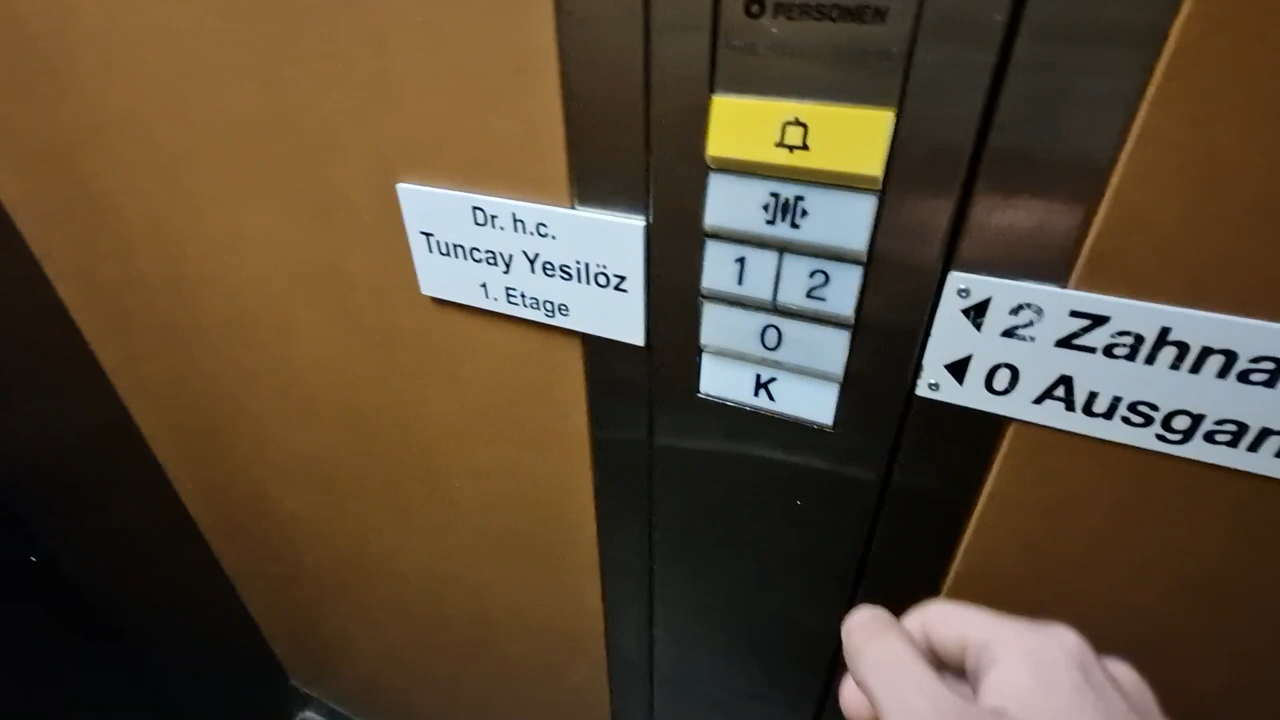 PERSONEN
Dr. h.c.
Tuncay Yesilöz
1. Etage
1 2
0
K
2 Zahna
0 Ausgan